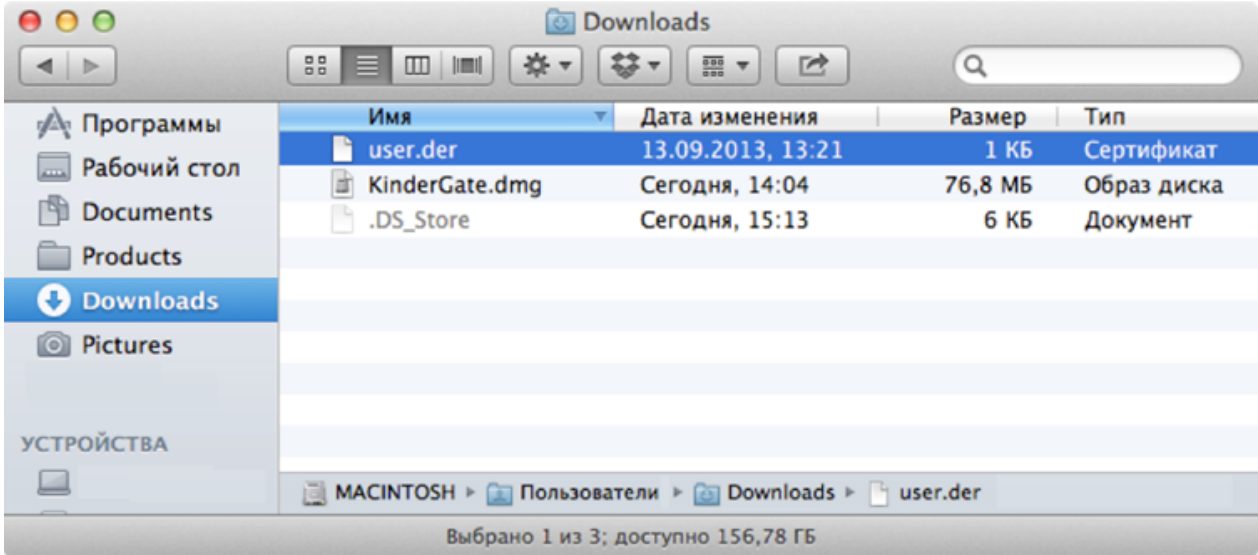 Downloads
Имя Дата изменения Размер Тип
user.der 13.09.2013, 13:21 1 КБ Сертификат
KinderGate.dmg Сегодня, 14:04 76,8 МБ Образ диска
.DS_Store Сегодня, 15:13 6 КБ Документ
Программы
Рабочий стол
Documents
Products
Downloads
Pictures
УСТРОЙСТВА
MACINTOSH ▸ Пользователи ▸ Downloads ▸ user.der
Выбрано 1 из 3; доступно 156,78 ГБ